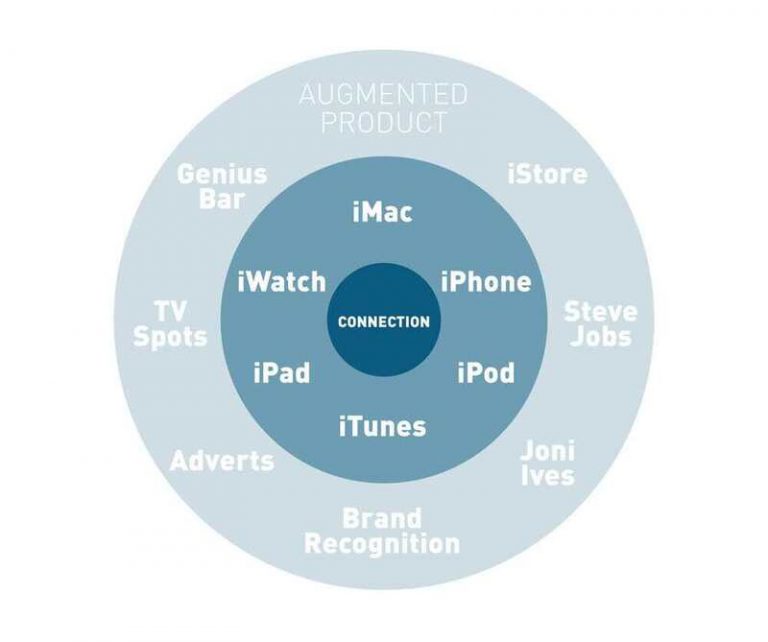 AUGMENTED
PRODUCT
Genius
Bar
iStore
iMac
iWatch
iPhone
TV
Spots
CONNECTION
Steve
Jobs
iPad
iPod
iTunes
Adverts
Joni
Ives
Brand
Recognition